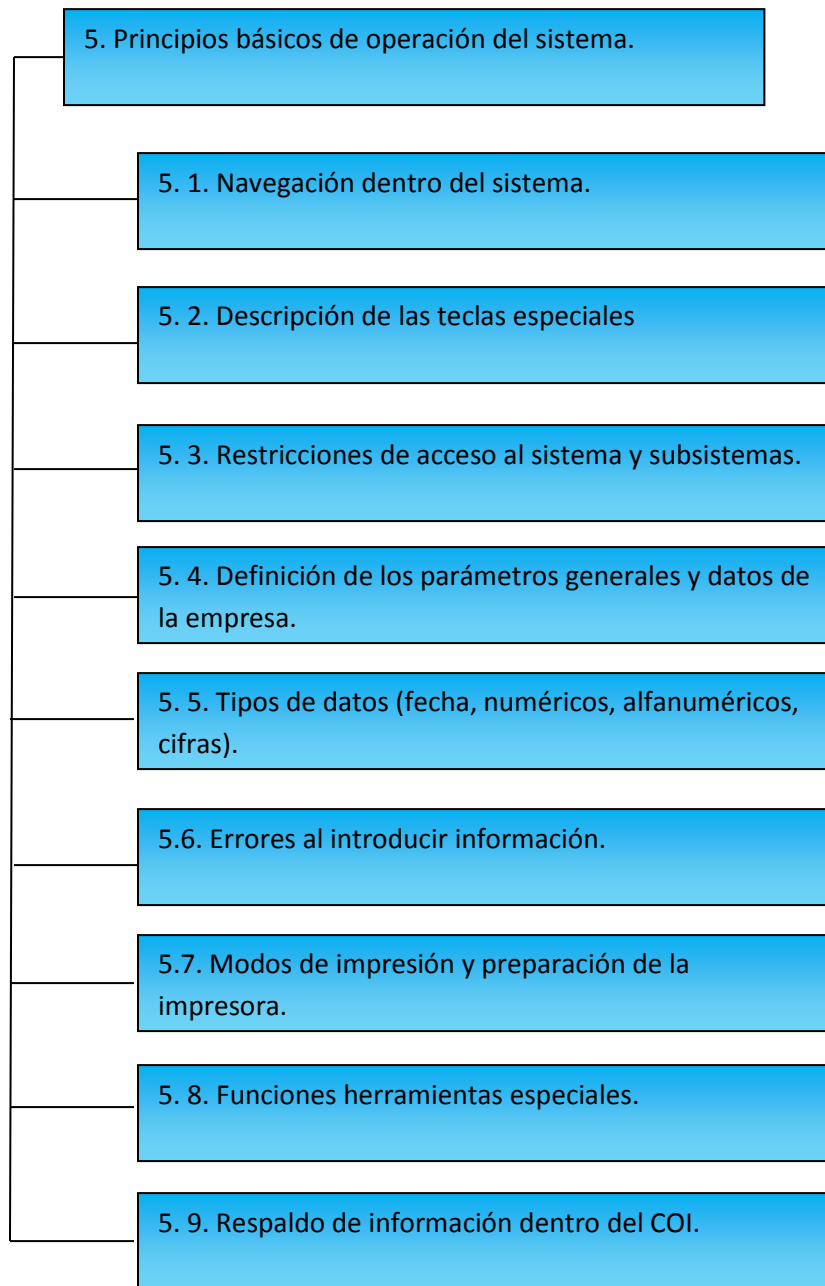 5. Principios básicos de operación del sistema.
5. 1. Navegación dentro del sistema.
5. 2. Descripción de las teclas especiales
5. 3. Restricciones de acceso al sistema y subsistemas.
5. 4. Definición de los parámetros generales y datos de
la empresa.
5. 5. Tipos de datos (fecha, numéricos, alfanuméricos,
cifras).
5.6. Errores al introducir información.
5.7. Modos de impresión y preparación de la
impresora.
5. 8. Funciones herramientas especiales.
5. 9. Respaldo de información dentro del COI.